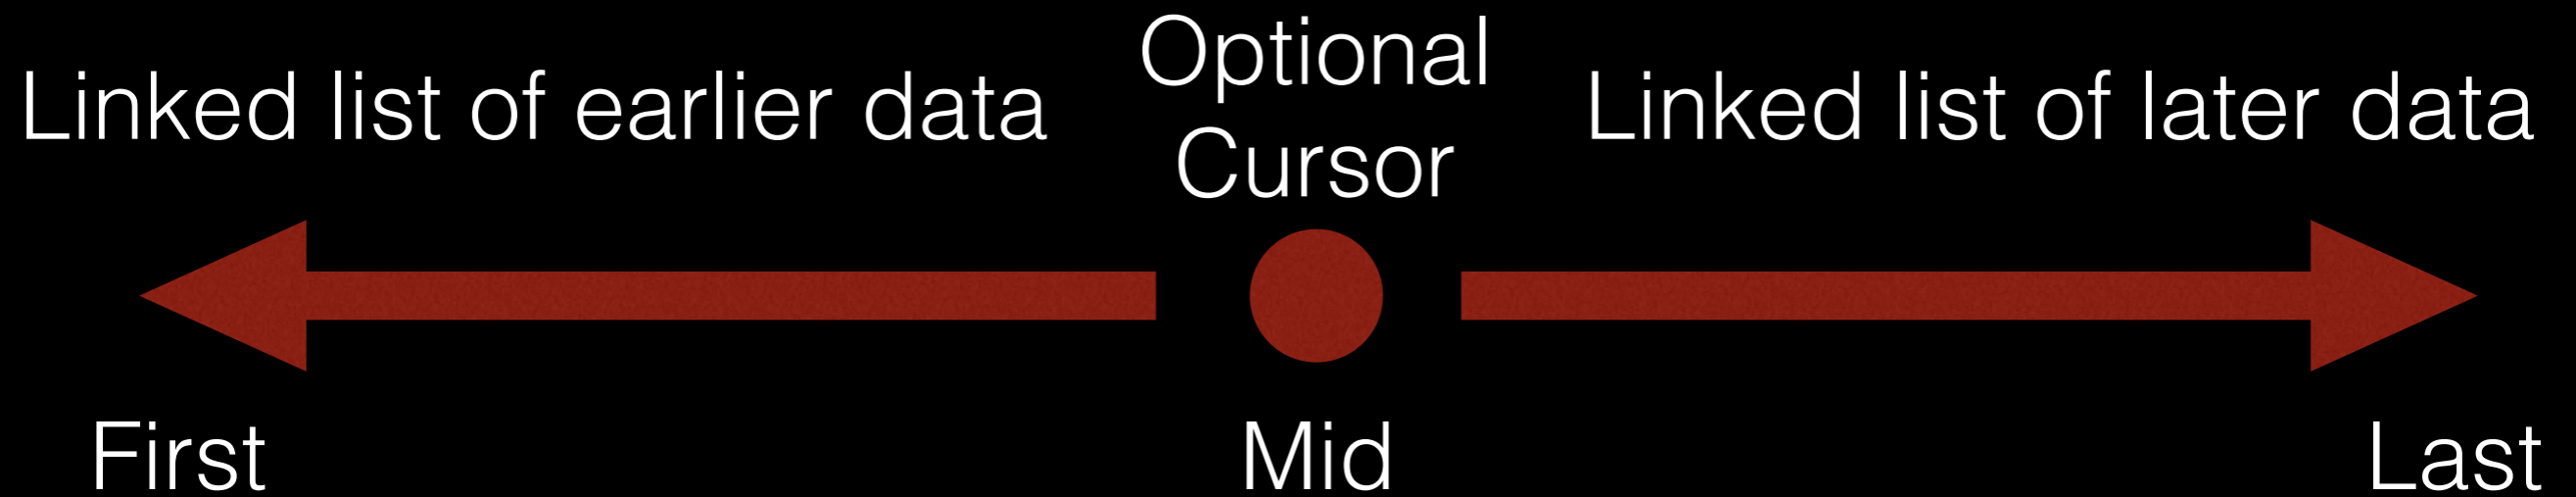 Linked list of earlier data
Optional
Cursor
Linked list of later data
First
Mid
Last